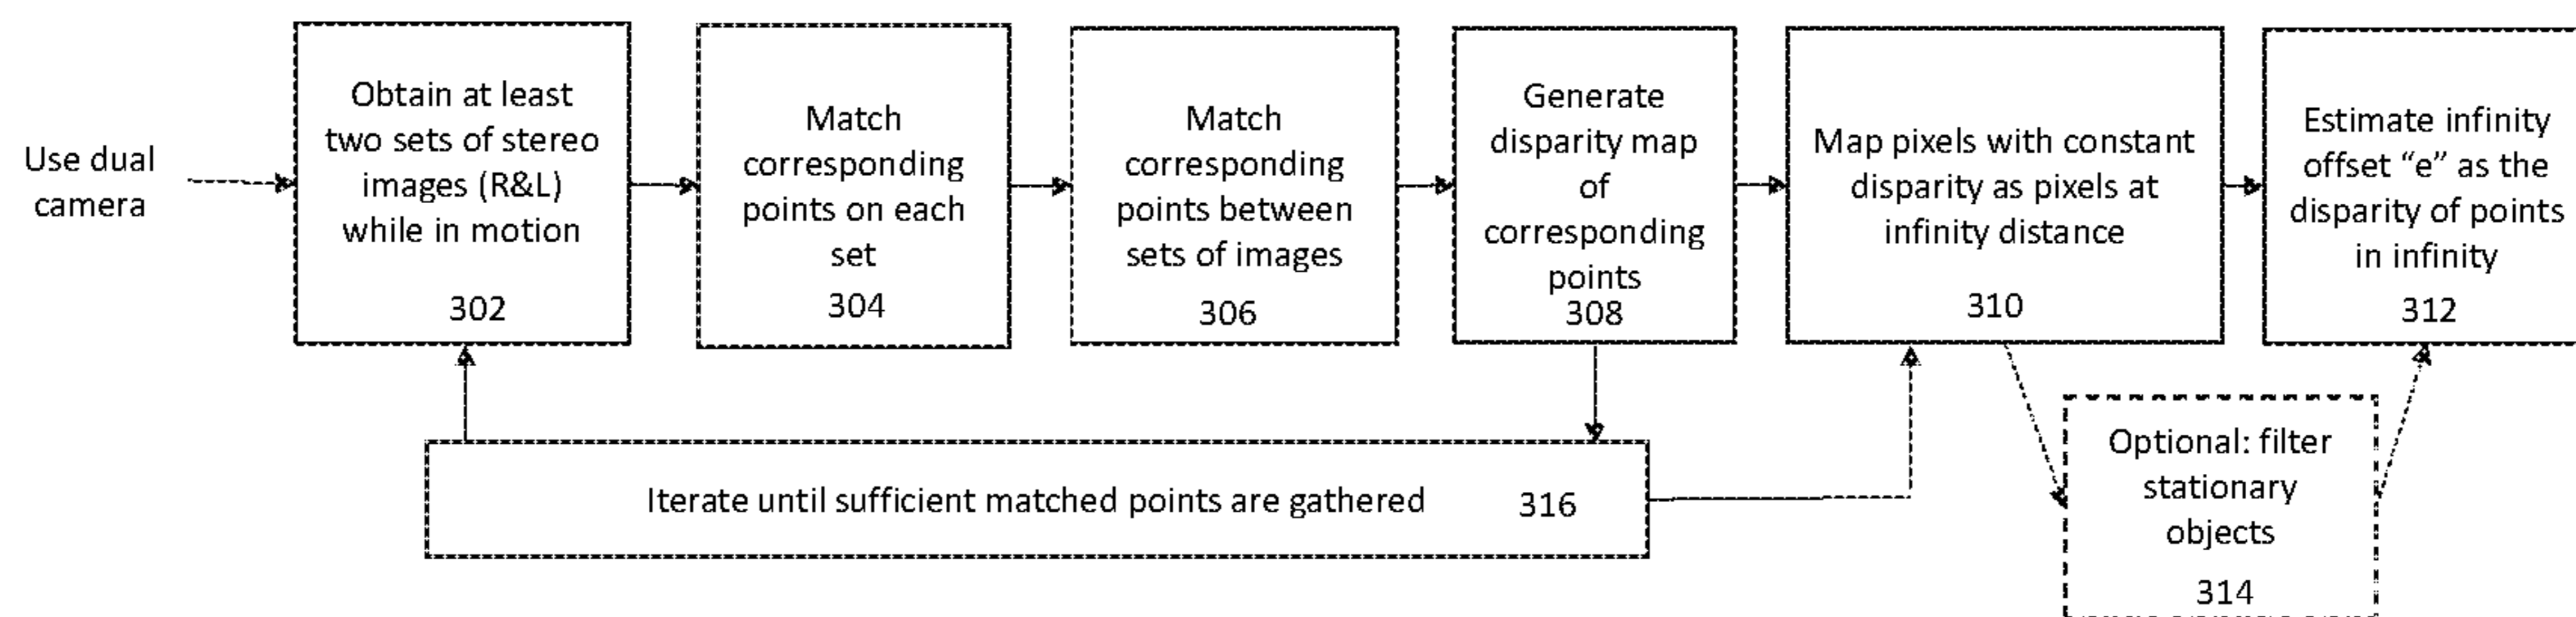 Use dual
camera
Obtain at least
two sets of stereo
images (R&L)
while in motion
302
Match
corresponding
points on each
set
304
Match
corresponding
points between
sets of images
306
Generate
disparity map
of
corresponding
points
308
Map pixels with constant
disparity as pixels at
infinity distance
310
Estimate infinity
offset “e” as the
disparity of points
in infinity
312
Iterate until sufficient matched points are gathered 316
Optional: filter
stationary
objects
314